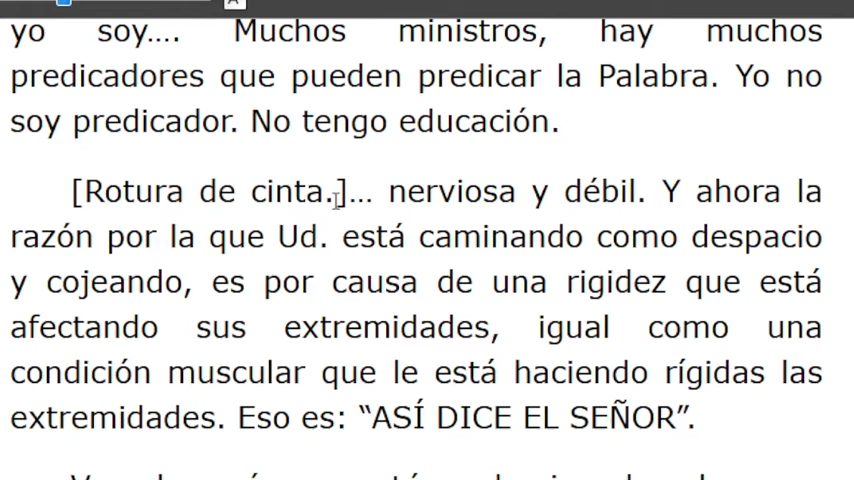 yo soy…. Muchos ministros, hay muchos
predicadores que pueden predicar la Palabra. Yo no
soy predicador. No tengo educación.
[Rotura de cinta.]… nerviosa y débil. Y ahora la
razón por la que Ud. está caminando como despacio
y cojeando, es por causa de una rigidez que está
afectando sus extremidades, igual como una
condición muscular que le está haciendo rígidas las
extremidades. Eso es: “ASÍ DICE EL SEÑOR”.